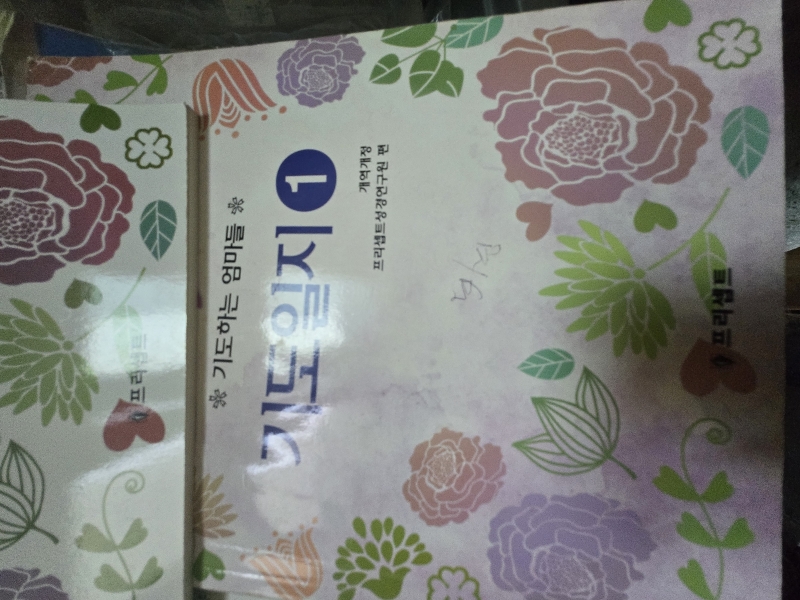 기도하는 엄마들
기도일지 1
개역개정
프리셉트성경연구원 편
프리셉트
프리셉트